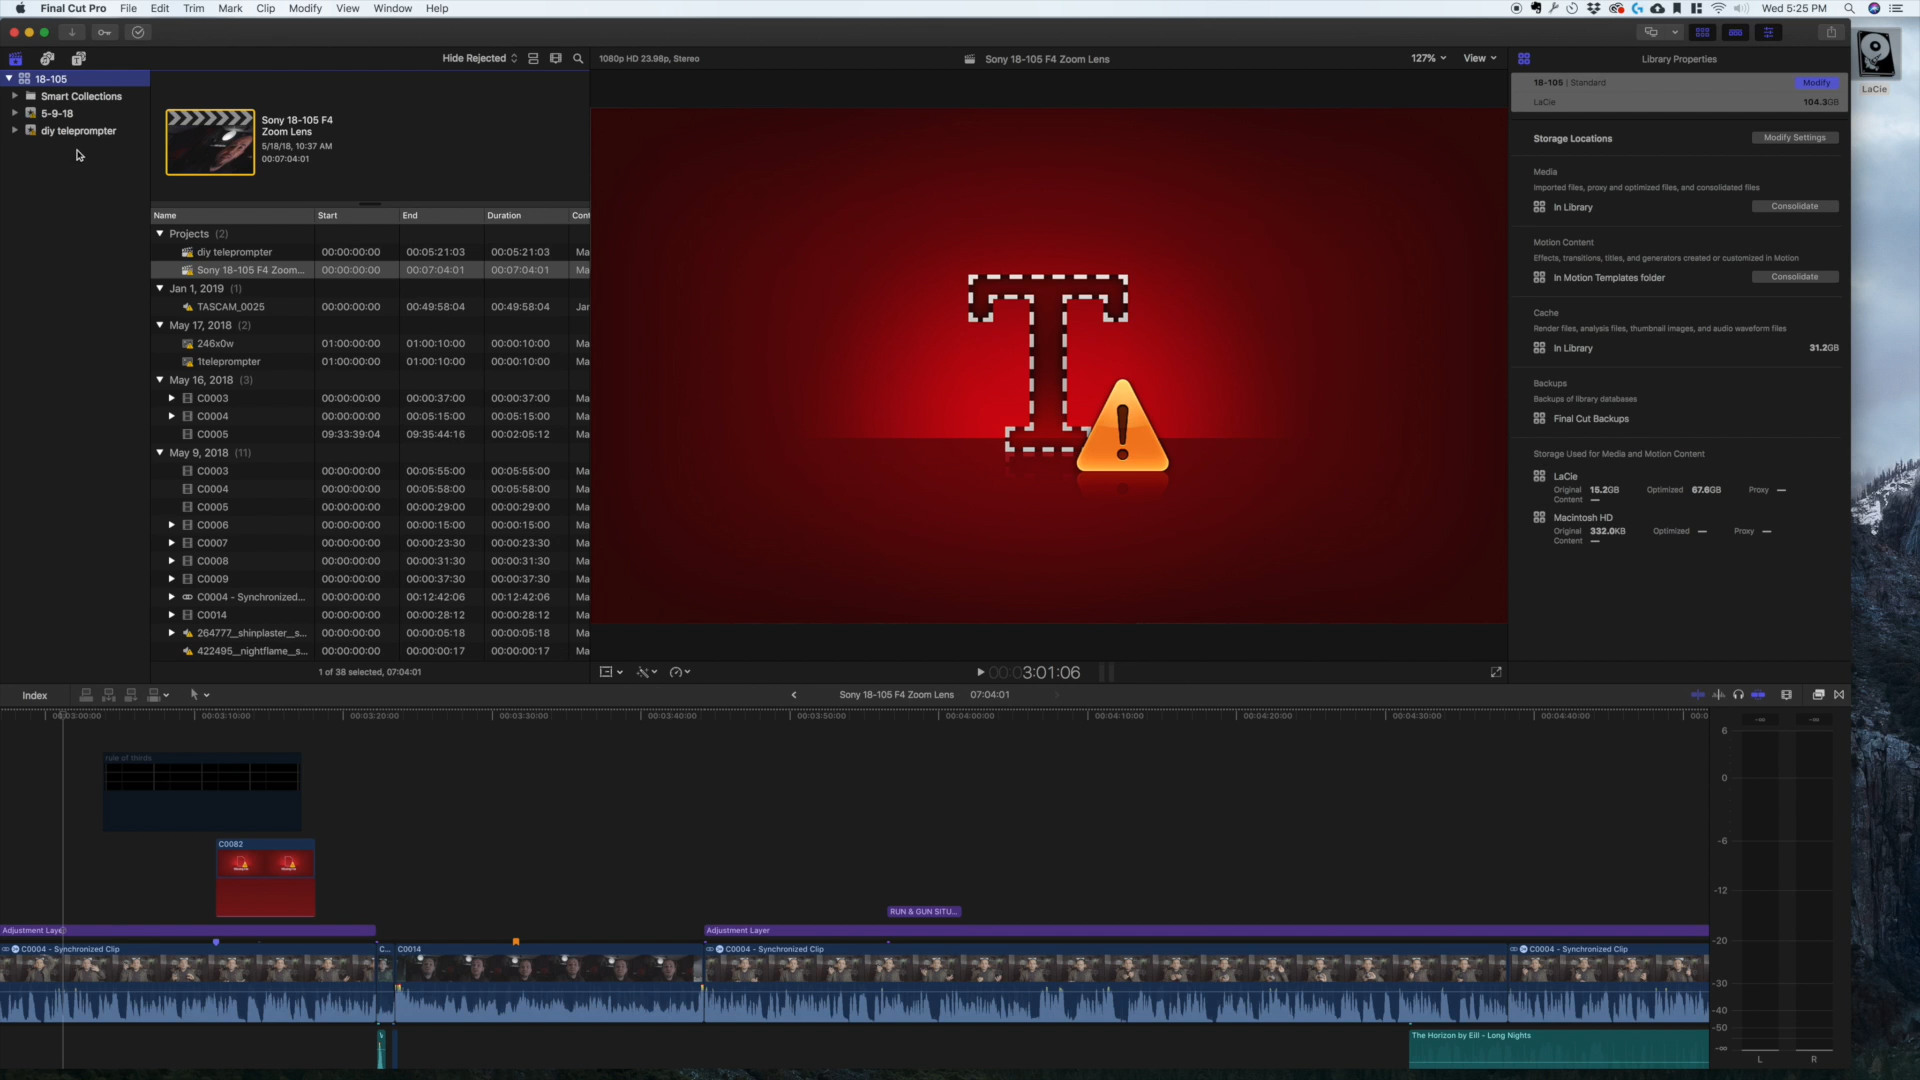 Final Cut Pro File Edit Trim Mark Clip Modify View Window Help
Wed 5:25 PM
Hide Rejected
1080p HD 23.98p, Stereo
Sony 18-105 F4 Zoom Lens
127%
View
Library Properties
18-105
Smart Collections
5-9-18
diy teleprompter
Sony 18-105 F4
Zoom Lens
5/18/18, 10:37 AM
00:07:04:01
18-105 | Standard
Modify
LaCie
104.3GB
LaCie
Storage Locations
Modify Settings
Media
Imported files, proxy and optimized files, and consolidated files
In Library
Consolidate
Motion Content
Effects, transitions, titles, and generators created or customized in Motion
In Motion Templates folder
Consolidate
Cache
Render files, analysis files, thumbnail images, and audio waveform files
In Library
31.2GB
Backups
Backups of library databases
Final Cut Backups
Storage Used for Media and Motion Content
LaCie
Original 15.2GB Optimized 67.6GB Proxy —
Content —
Macintosh HD
Original 332.0KB Optimized — Proxy —
Content —
Name Start End Duration Cont
Projects (2)
diy teleprompter 00:00:00:00 00:05:21:03 00:05:21:03 Ma
Sony 18-105 F4 Zoom... 00:00:00:00 00:07:04:01 00:07:04:01 Ma
Jan 1, 2019 (1)
TASCAM_0025 00:00:00:00 00:49:58:04 00:49:58:04 Jar
May 17, 2018 (2)
246x0w 01:00:00:00 01:00:10:00 00:00:10:00 Ma
1teleprompter 01:00:00:00 01:00:10:00 00:00:10:00 Ma
May 16, 2018 (3)
C0003 00:00:00:00 00:00:37:00 00:00:37:00 Ma
C0004 00:00:00:00 00:05:15:00 00:05:15:00 Ma
C0005 09:33:39:04 09:35:44:16 00:02:05:12 Ma
May 9, 2018 (11)
C0003 00:00:00:00 00:05:55:00 00:05:55:00 Ma
C0004 00:00:00:00 00:05:58:00 00:05:58:00 Ma
C0005 00:00:00:00 00:00:29:00 00:00:29:00 Ma
C0006 00:00:00:00 00:00:15:00 00:00:15:00 Ma
C0007 00:00:00:00 00:00:23:30 00:00:23:30 Ma
C0008 00:00:00:00 00:00:31:30 00:00:31:30 Ma
C0009 00:00:00:00 00:00:37:30 00:00:37:30 Ma
C0004 - Synchronized... 00:00:00:00 00:12:42:06 00:12:42:06 Ma
C0014 00:00:00:00 00:00:28:12 00:00:28:12 Ma
264777_shinplaster_s... 00:00:00:00 00:00:05:18 00:00:05:18 Ma
422495_nightflame_s... 00:00:00:00 00:00:00:17 00:00:00:17 Ma
1 of 38 selected, 07:04:01
T
00:03:01:06
Index
Sony 18-105 F4 Zoom Lens 07:04:01
00:03:00:00 00:03:10:00 00:03:20:00 00:03:30:00 00:03:40:00 00:03:50:00 00:04:00:00 00:04:10:00 00:04:20:00 00:04:30:00 00:04:40:00 00:0
rule of thirds
C0082
RUN & GUN SITU...
Adjustment Layer
Adjustment Layer
C0004 - Synchronized Clip
C...
C0014
C0004 - Synchronized Clip
C0004 - Synchronized Clip
The Horizon by Eill - Long Nights
-∞ -∞
6
0
-6
-12
-20
-30
-40
-50
-∞
L R